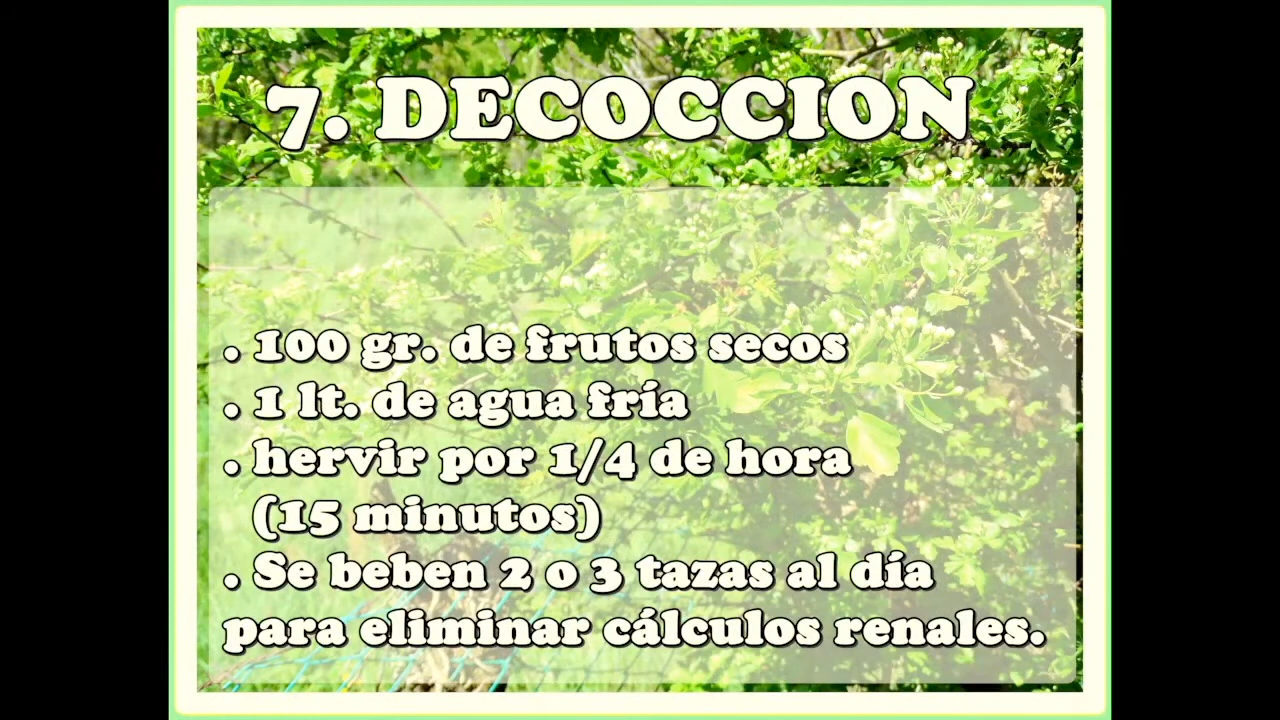 7. DECOCCION
. 100 gr. de frutos secos
. 1 lt. de agua fría
. hervir por 1/4 de hora
(15 minutos)
. Se beben 2 o 3 tazas al día
para eliminar cálculos renales.